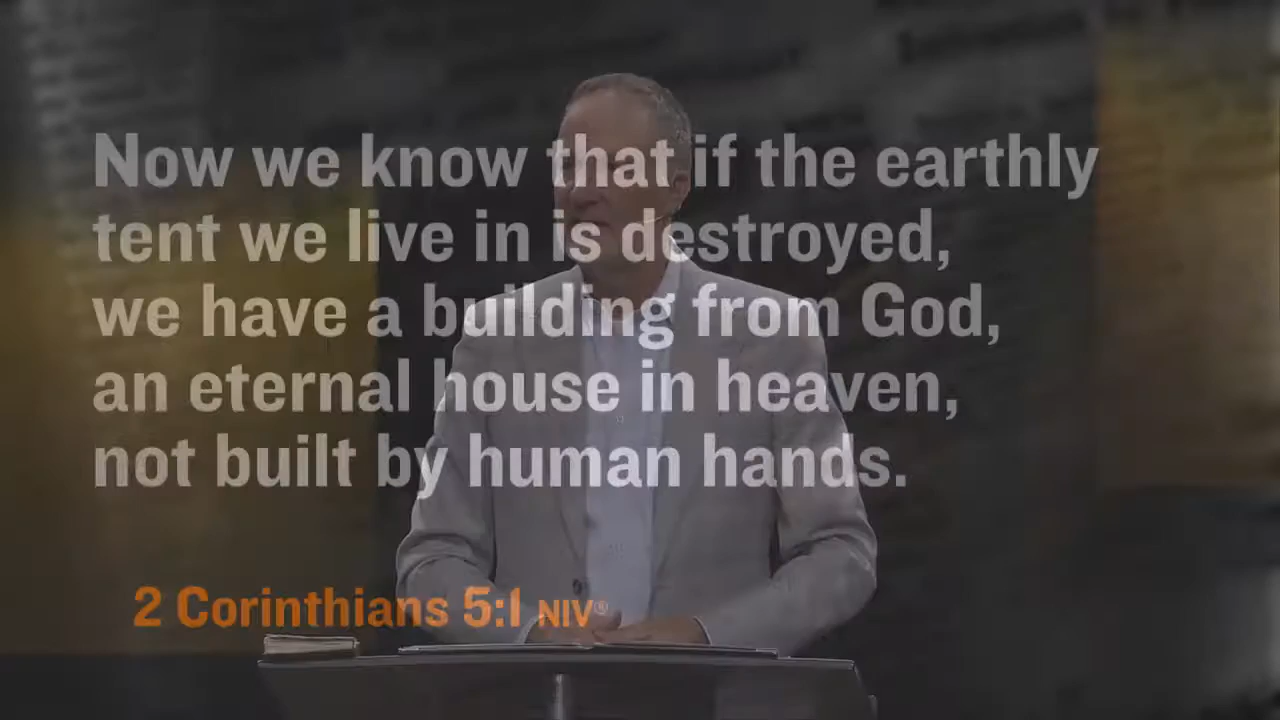 Now we know that if the earthly
tent we live in is destroyed,
we have a building from God,
an eternal house in heaven,
not built by human hands.
2 Corinthians 5:1 NIV®